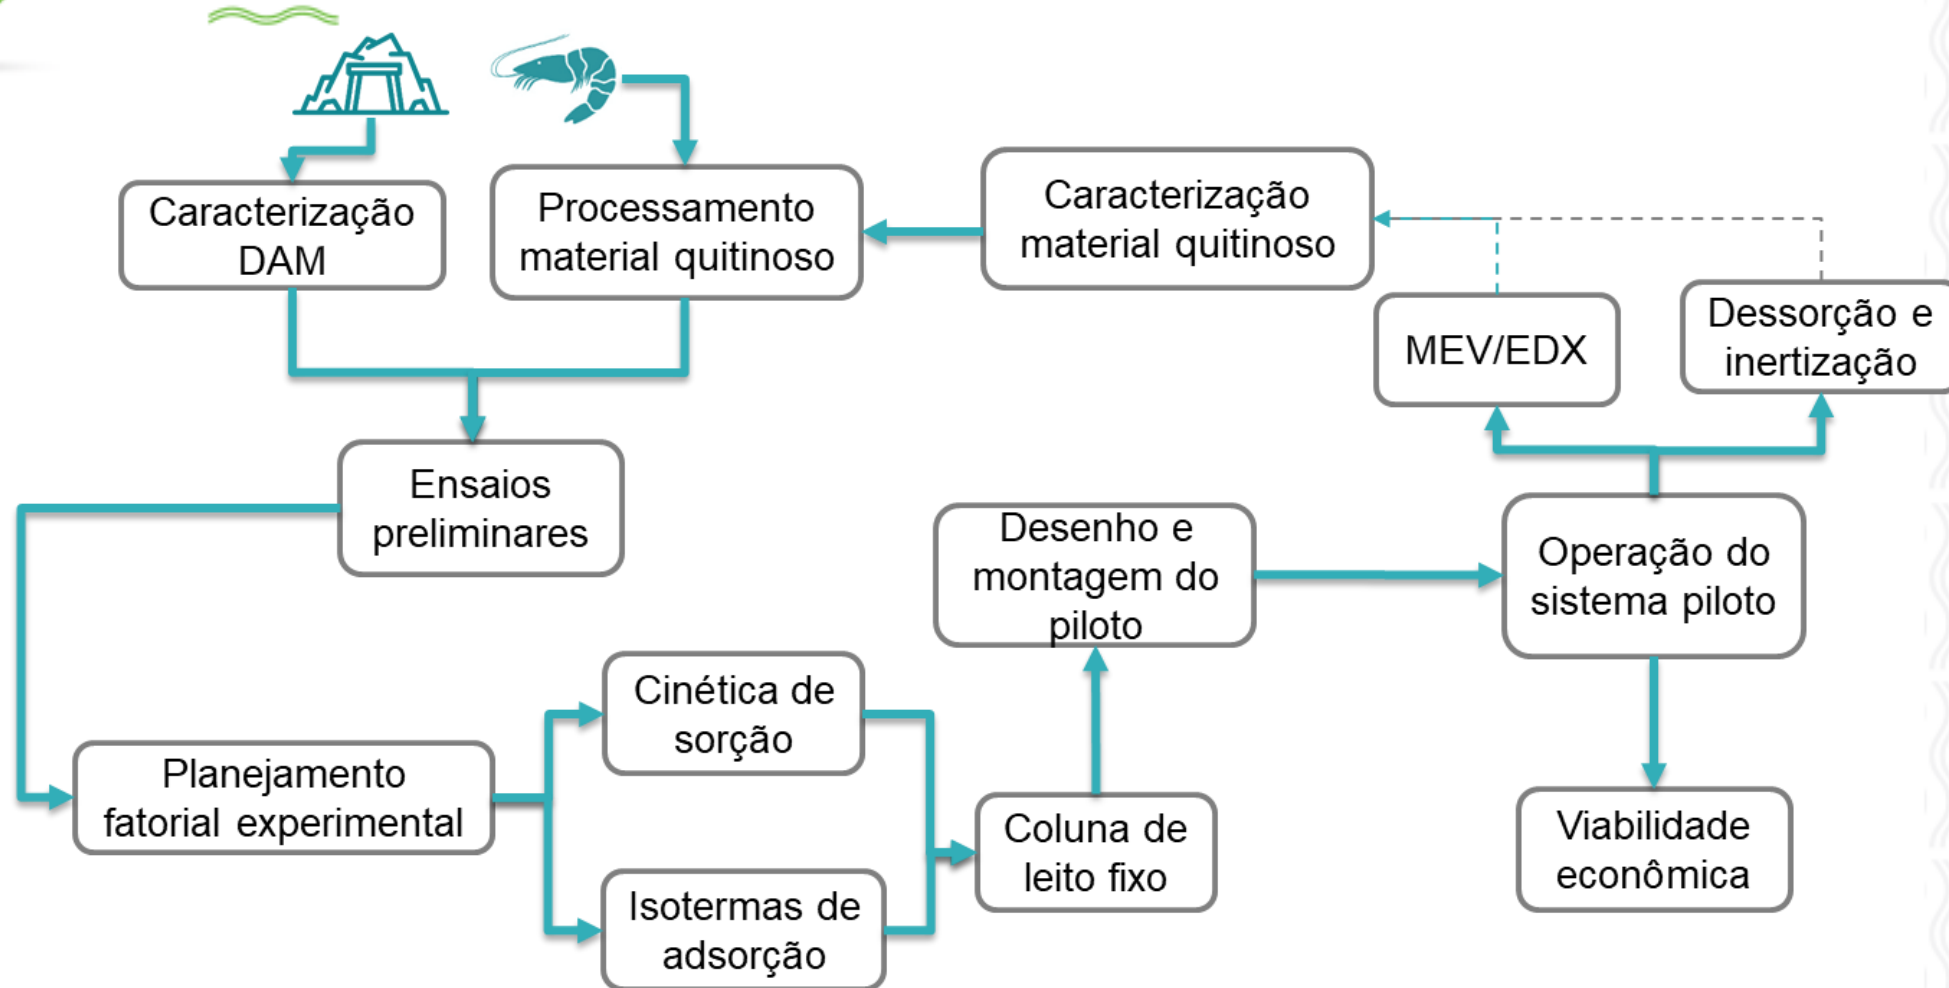 Caracterização
DAM
Processamento
material quitinoso
Caracterização
material quitinoso
MEV/EDX
Dessorção e
inertização
Ensaios
preliminares
Desenho e
montagem do
piloto
Operação do
sistema piloto
Cinética de
sorção
Planejamento
fatorial experimental
Coluna de
leito fixo
Viabilidade
econômica
Isotermas de
adsorção